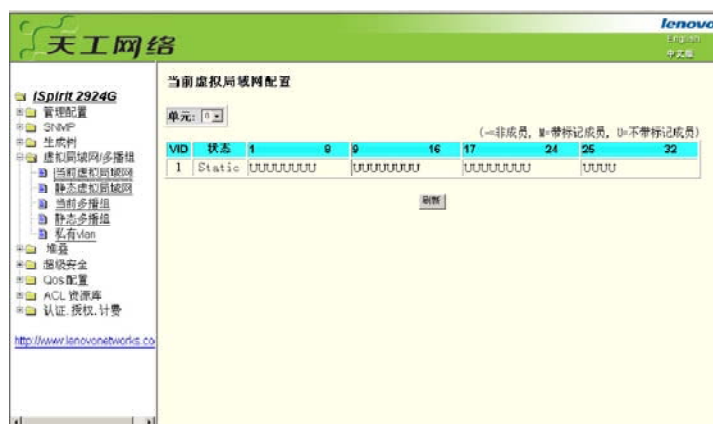 lenovo
English
中文版
天工网络
iSpirit 2924G
管理配置
SNMP
生成树
虚拟局域网/多播组
当前虚拟局域网
静态虚拟局域网
当前多播组
静态多播组
私有vlan
堆叠
超级安全
QoS配置
ACL 资源库
认证.授权.计费
http://www.lenovonetworks.co
当前虚拟局域网配置
单元: 0
(-=非成员, M=带标记成员, U=不带标记成员)
VID 状态 1 8 9 16 17 24 25 32
1 Static UUUUUUUU UUUUUUUU UUUUUUUU UUUU
刷新